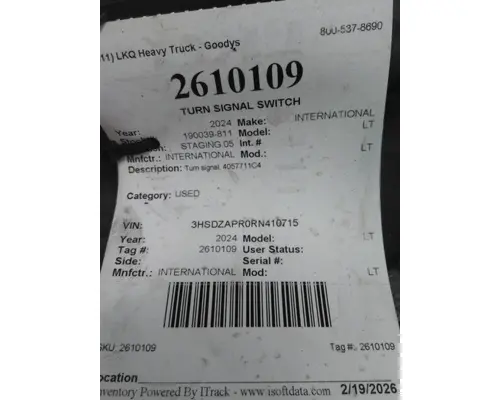 11) LKQ Heavy Truck - Goodys
800-537-8690
2610109
TURN SIGNAL SWITCH
Year: 2024 Make: INTERNATIONAL
190039-811 Model: LT
STAGING 05 Int. #
Mnfctr.: INTERNATIONAL Mod.: LT
Description: Turn signal, 4057711C4
Category: USED
VIN: 3HSDZAPR0RN410715
Year: 2024 Model: LT
Tag #: 2610109 User Status:
Side: Serial #:
Mnfctr: INTERNATIONAL Mod: LT
SKU: 2610109
Tag #: 2610109
ocation
nventory Powered By ITrack - www.isoftdata.com 2/19/2026